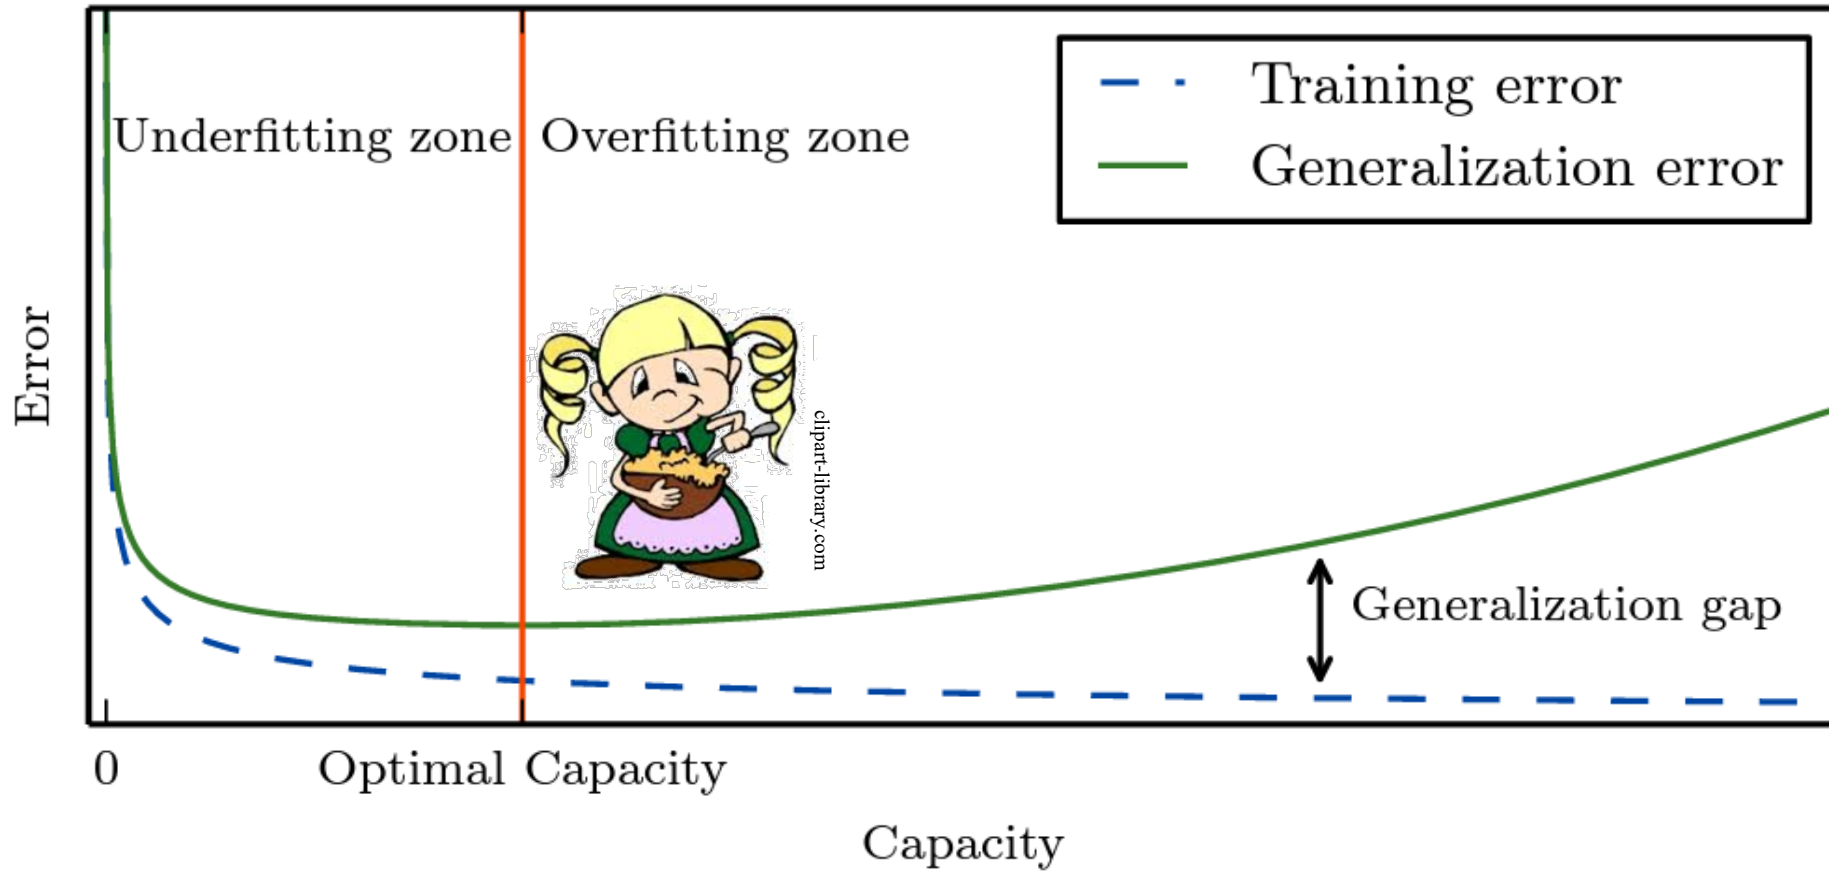 Training error
Generalization error
Underfitting zone
Overfitting zone
Error
clipart-library.com
Generalization gap
0
Optimal Capacity
Capacity